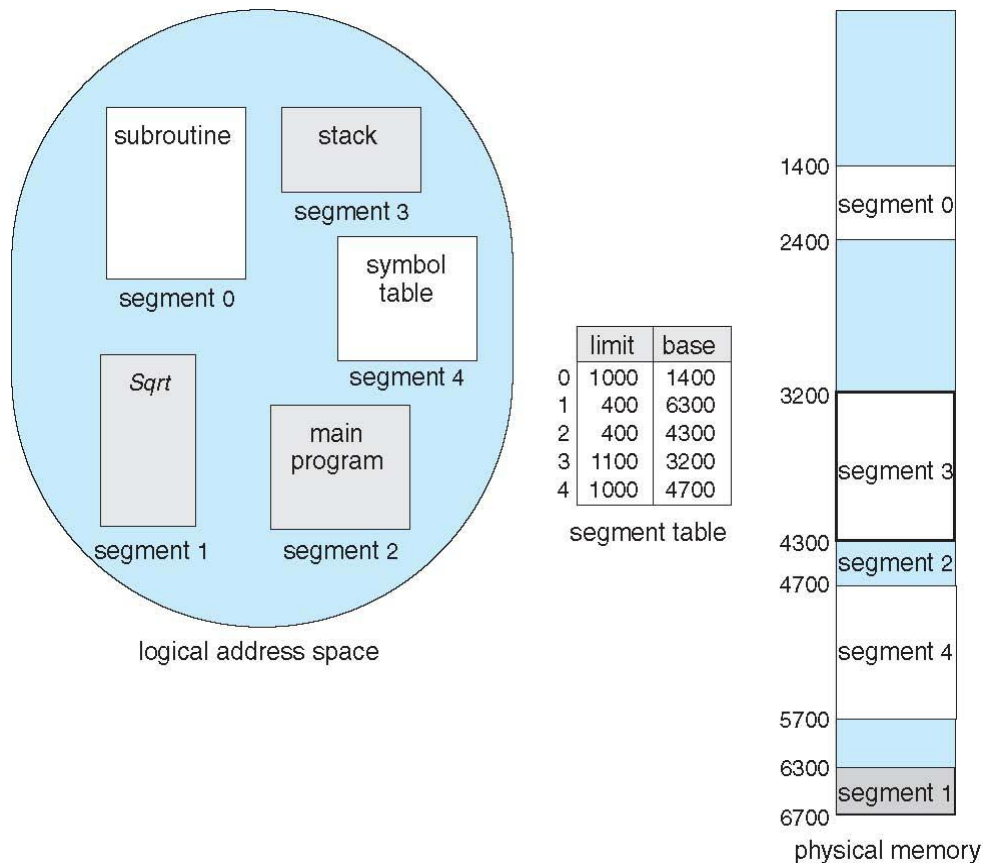 subroutine
segment 0
stack
segment 3
symbol
table
segment 4
Sqrt
segment 1
main
program
segment 2
logical address space
limit base
0 1000 1400
1 400 6300
2 400 4300
3 1100 3200
4 1000 4700
segment table
1400
segment 0
2400
3200
segment 3
4300
segment 2
4700
segment 4
5700
6300
segment 1
6700
physical memory